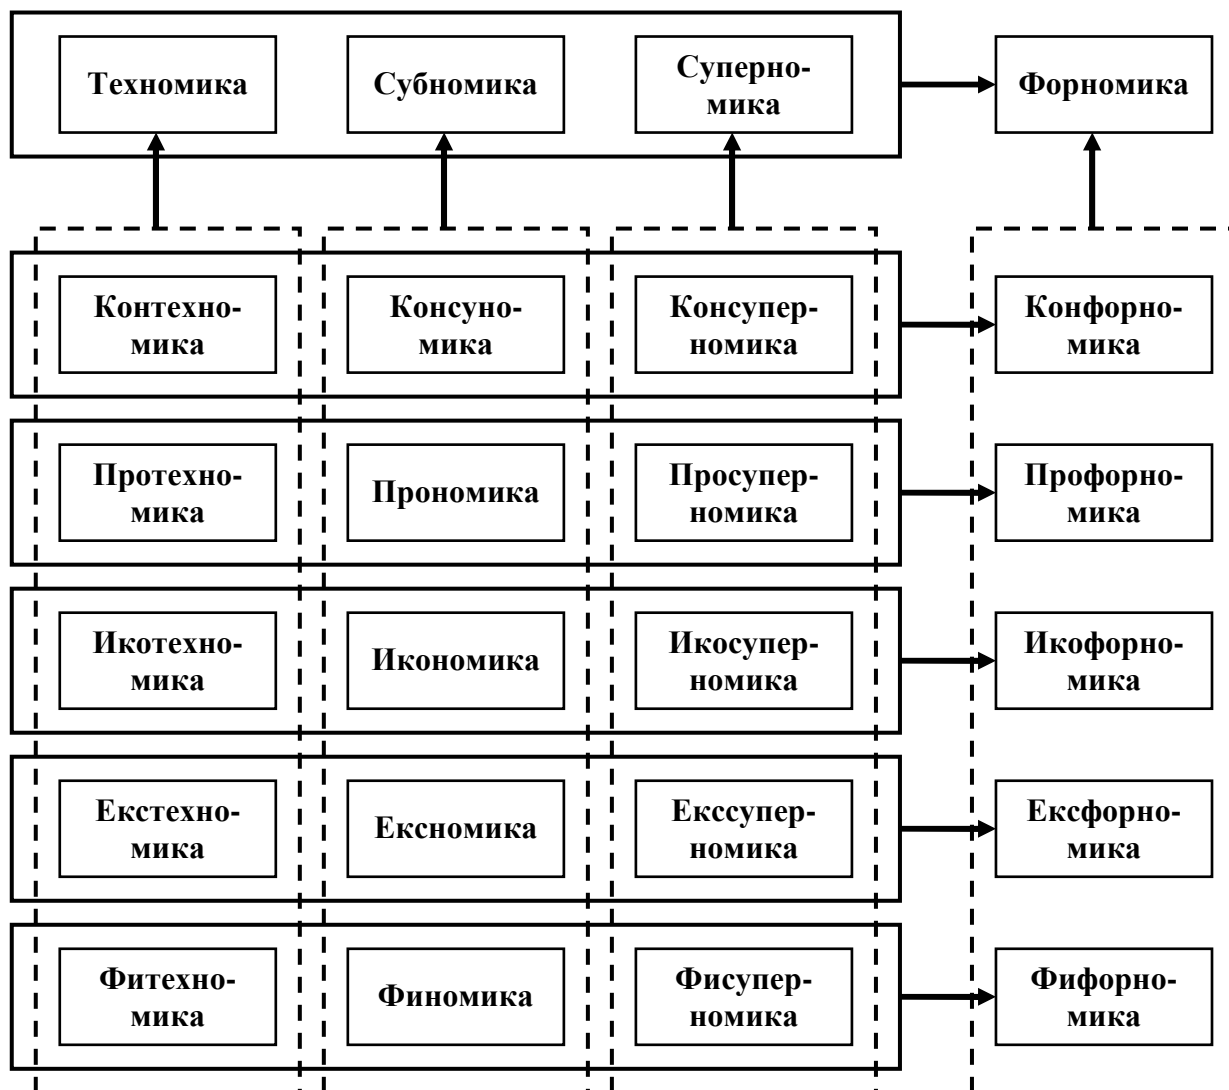 Техномика
Субномика
Суперно-
мика
Форномика
Контехно-
мика
Консуно-
мика
Консупер-
номика
Конфорно-
мика
Протехно-
мика
Прономика
Просупер-
номика
Профорно-
мика
Икотехно-
мика
Икономика
Икосупер-
номика
Икофорно-
мика
Екстехно-
мика
Ексномика
Екссупер-
номика
Ексфорно-
мика
Фитехно-
мика
Финомика
Фисупер-
номика
Фифорно-
мика